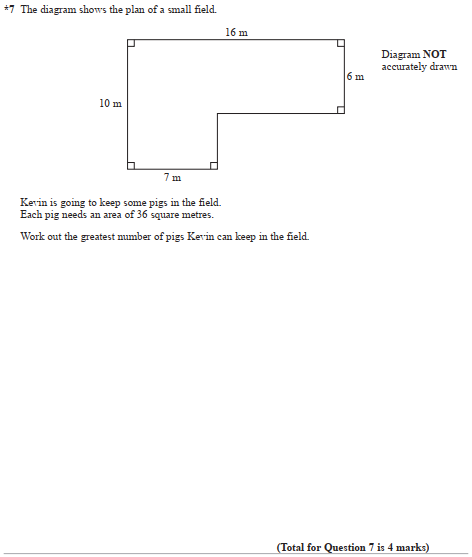 *7 The diagram shows the plan of a small field.
16 m
Diagram NOT
accurately drawn
6 m
10 m
7 m
Kevin is going to keep some pigs in the field.
Each pig needs an area of 36 square metres.
Work out the greatest number of pigs Kevin can keep in the field.
(Total for Question 7 is 4 marks)